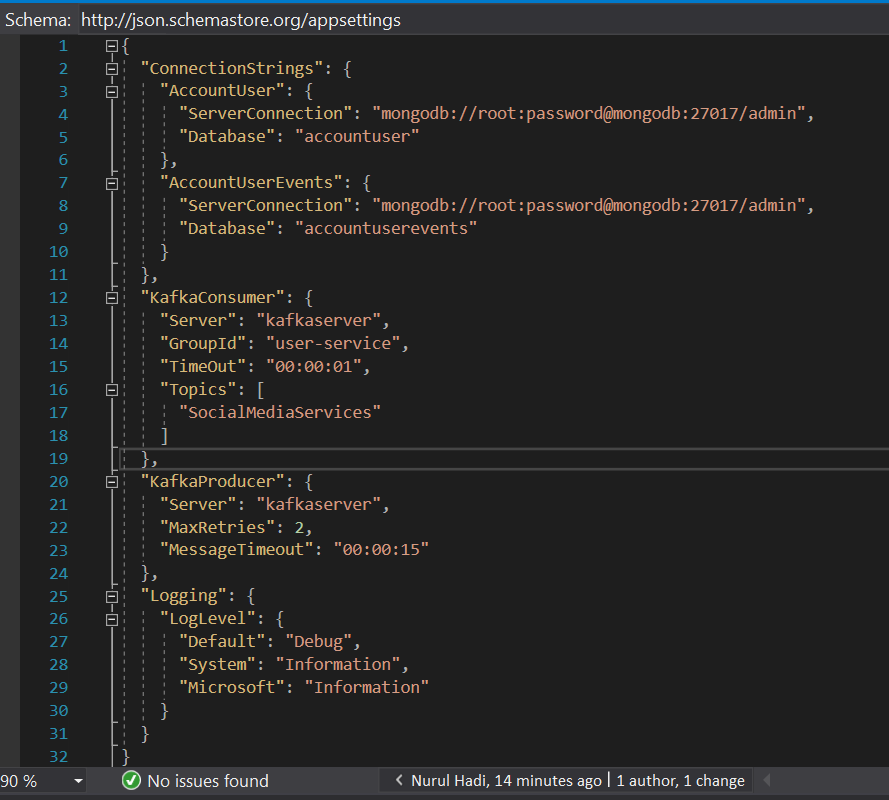 Schema: http://json.schemastore.org/appsettings
1 {
2 "ConnectionStrings": {
3 "AccountUser": {
4 "ServerConnection": "mongodb://root:password@mongodb:27017/admin",
5 "Database": "accountuser"
6 },
7 "AccountUserEvents": {
8 "ServerConnection": "mongodb://root:password@mongodb:27017/admin",
9 "Database": "accountuserevents"
10 }
11 },
12 "KafkaConsumer": {
13 "Server": "kafkaserver",
14 "GroupId": "user-service",
15 "TimeOut": "00:00:01",
16 "Topics": [
17 "SocialMediaServices"
18 ]
19 },
20 "KafkaProducer": {
21 "Server": "kafkaserver",
22 "MaxRetries": 2,
23 "MessageTimeout": "00:00:15"
24 },
25 "Logging": {
26 "LogLevel": {
27 "Default": "Debug",
28 "System": "Information",
29 "Microsoft": "Information"
30 }
31 }
32 }
90 % No issues found Nurul Hadi, 14 minutes ago | 1 author, 1 change